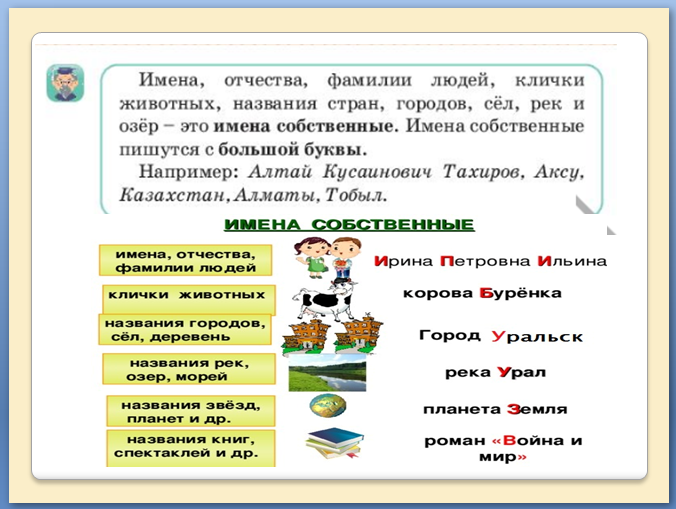 Имена, отчества, фамилии людей, клички
животных, названия стран, городов, сёл, рек и
озёр – это имена собственные. Имена собственные
пишутся с большой буквы.
Например: Алтай Кусаинович Тахиров, Аксу,
Казахстан, Алматы, Тобыл.
ИМЕНА СОБСТВЕННЫЕ
имена, отчества,
фамилии людей
Ирина Петровна Ильина
клички животных
корова Бурёнка
названия городов,
сёл, деревень
Город Уральск
названия рек,
озер, морей
река Урал
названия звёзд,
планет и др.
планета Земля
названия книг,
спектаклей и др.
роман «Война и
мир»